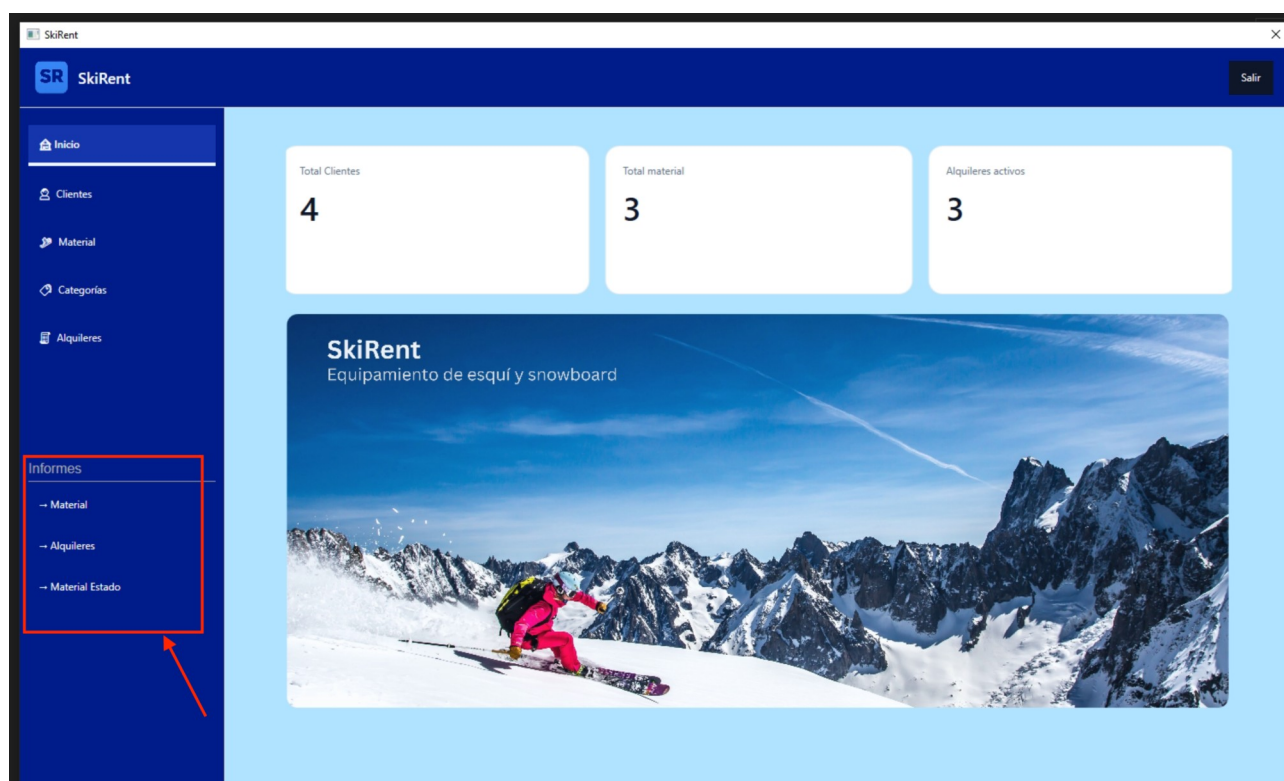 SkiRent
SR SkiRent
Salir
Inicio
Clientes
Material
Categorías
Alquileres
Informes
→ Material
→ Alquileres
→ Material Estado
Total Clientes
4
Total material
3
Alquileres activos
3
SkiRent
Equipamiento de esquí y snowboard